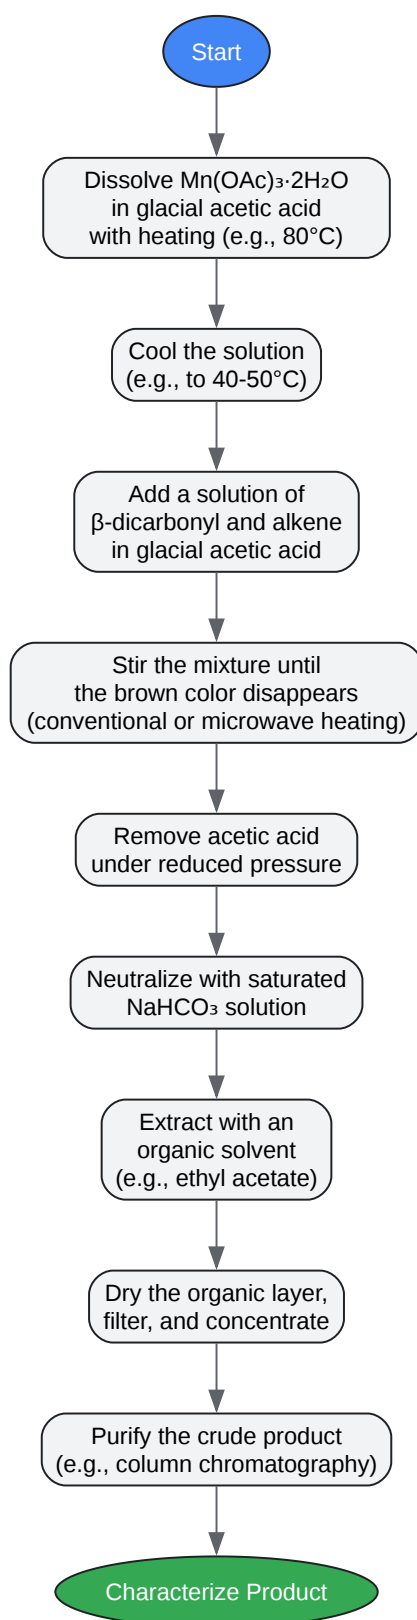 Start
Dissolve Mn(OAc)₃·2H₂O
in glacial acetic acid
with heating (e.g., 80°C)
Cool the solution
(e.g., to 40-50°C)
Add a solution of
β-dicarbonyl and alkene
in glacial acetic acid
Stir the mixture until
the brown color disappears
(conventional or microwave heating)
Remove acetic acid
under reduced pressure
Neutralize with saturated
NaHCO₃ solution
Extract with an
organic solvent
(e.g., ethyl acetate)
Dry the organic layer,
filter, and concentrate
Purify the crude product
(e.g., column chromatography)
Characterize Product